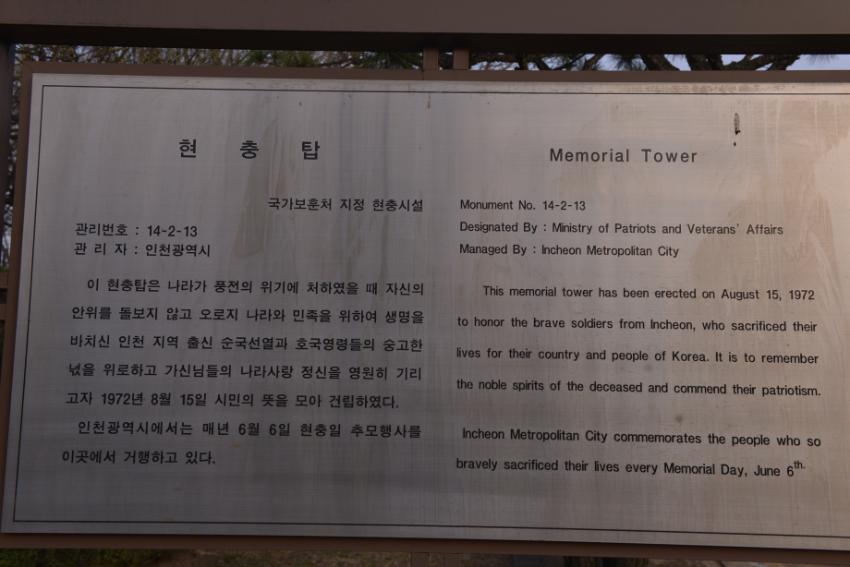 현 충 탑
국가보훈처 지정 현충시설
관리번호 : 14-2-13
관 리 자 : 인천광역시
이 현충탑은 나라가 풍전의 위기에 처하였을 때 자신의
안위를 돌보지 않고 오로지 나라와 민족을 위하여 생명을
바치신 인천 지역 출신 순국선열과 호국영령들의 숭고한
넋을 위로하고 가신님들의 나라사랑 정신을 영원히 기리
고자 1972년 8월 15일 시민의 뜻을 모아 건립하였다.
인천광역시에서는 매년 6월 6일 현충일 추모행사를
이곳에서 거행하고 있다.
Memorial Tower
Monument No. 14-2-13
Designated By : Ministry of Patriots and Veterans' Affairs
Managed By : Incheon Metropolitan City
This memorial tower has been erected on August 15, 1972
to honor the brave soldiers from Incheon, who sacrificed their
lives for their country and people of Korea. It is to remember
the noble spirits of the deceased and commend their patriotism.
Incheon Metropolitan City commemorates the people who so
bravely sacrificed their lives every Memorial Day, June 6th.